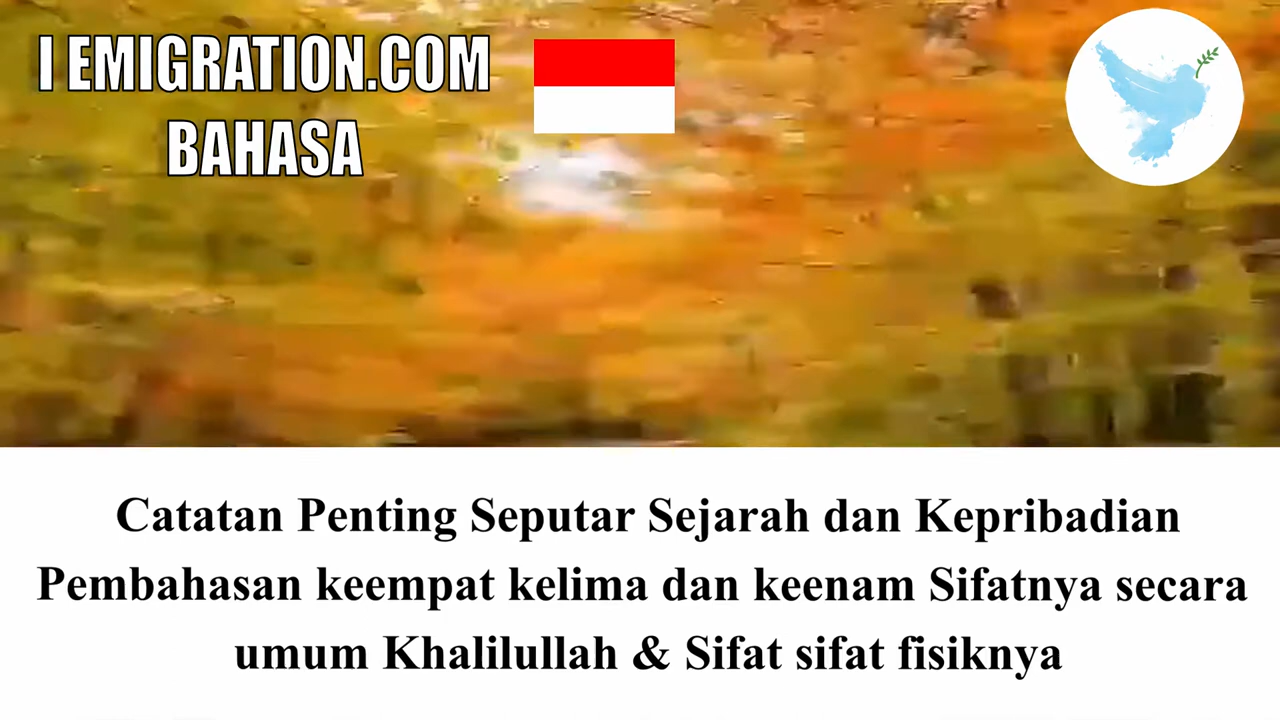 I EMIGRATION.COM
BAHASA
Catatan Penting Seputar Sejarah dan Kepribadian
Pembahasan keempat kelima dan keenam Sifatnya secara
umum Khalilullah & Sifat sifat fisiknya